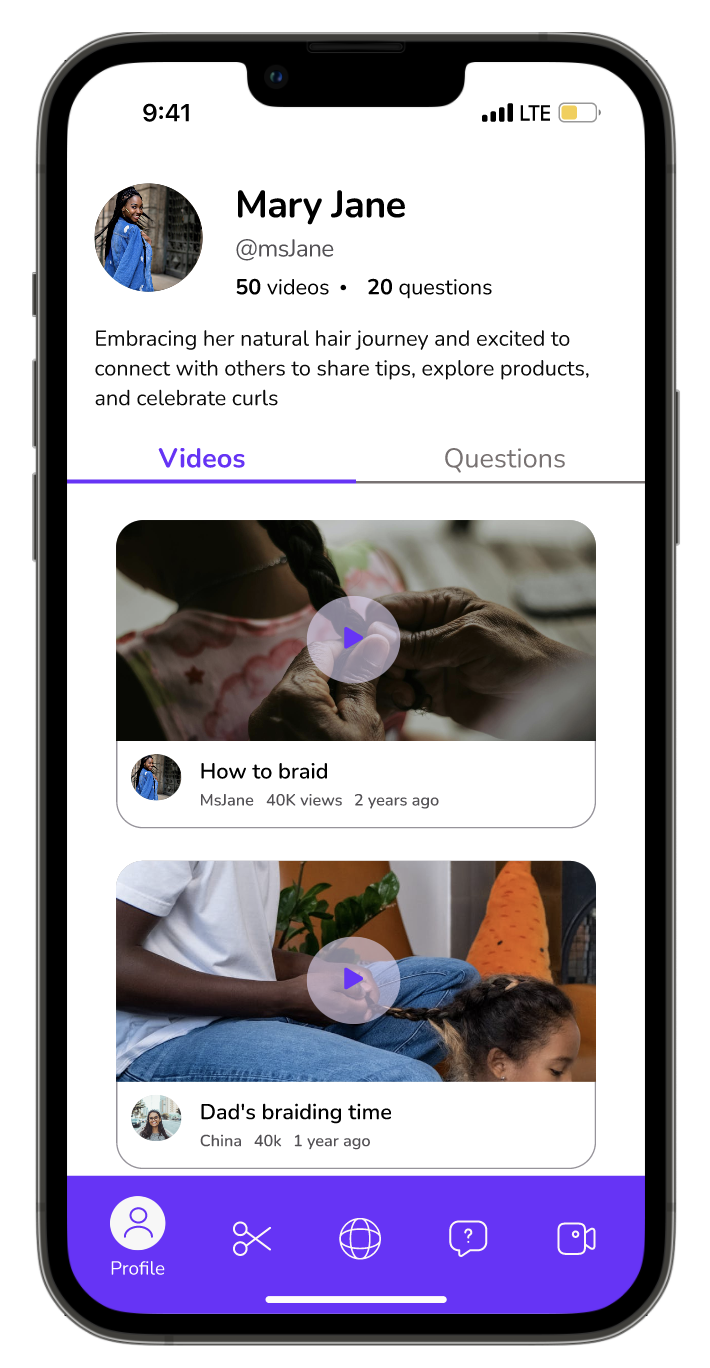 9:41 LTE
Mary Jane
@msJane
50 videos • 20 questions
Embracing her natural hair journey and excited to
connect with others to share tips, explore products,
and celebrate curls
Videos Questions
How to braid
MsJane 40K views 2 years ago
Dad's braiding time
China 40k 1 year ago
?
Profile